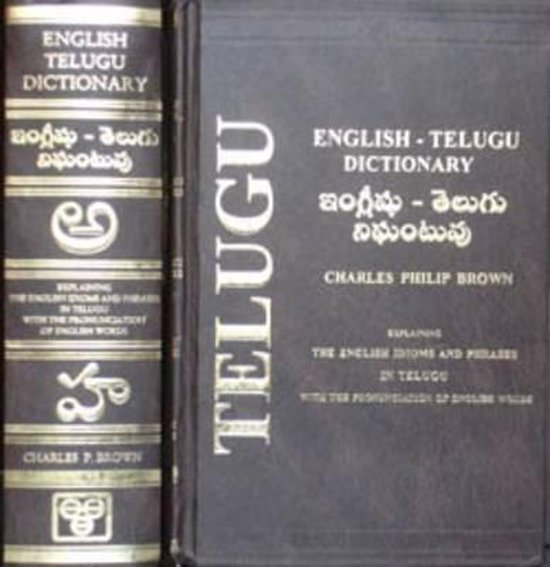 ENGLISH
TELUGU
DICTIONARY
ఇంగ్లీషు - తెలుగు
నిఘంటువు
అ
EXPLAINING
THE ENGLISH IDIOMS AND PHRASES
IN TELUGU
WITH THE PRONUNCIATION
OF ENGLISH WORDS
హ
CHARLES P. BROWN
TELUGU
ENGLISH - TELUGU
DICTIONARY
ఇంగ్లీషు - తెలుగు
నిఘంటువు
CHARLES PHILIP BROWN
EXPLAINING
THE ENGLISH IDIOMS AND PHRASES
IN TELUGU
WITH THE PRONUNCIATION OF ENGLISH WORDS